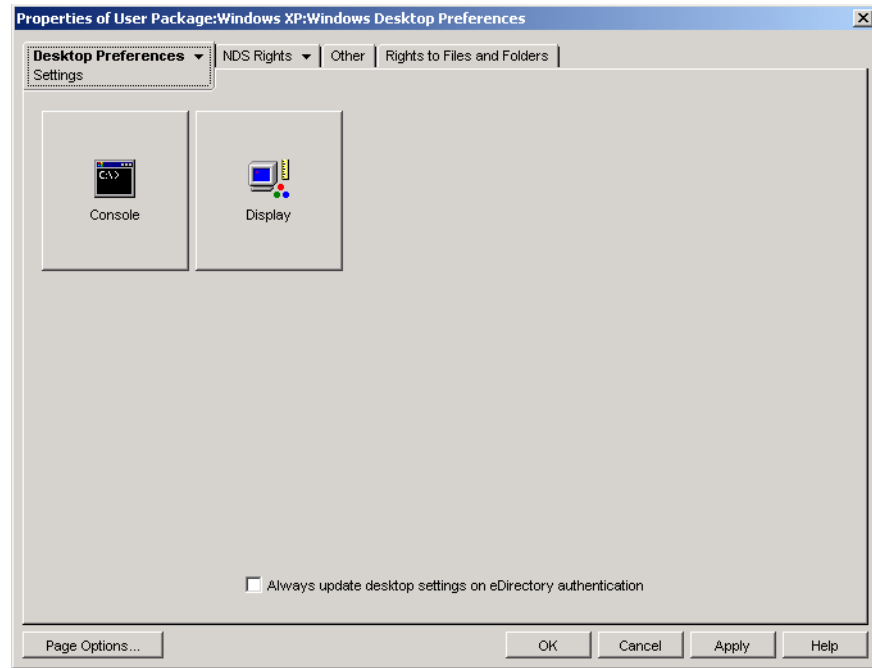 Properties of User Package:Windows XP:Windows Desktop Preferences
Desktop Preferences NDS Rights Other Rights to Files and Folders
Settings
C:\>
Console Display
Always update desktop settings on eDirectory authentication
Page Options... OK Cancel Apply Help